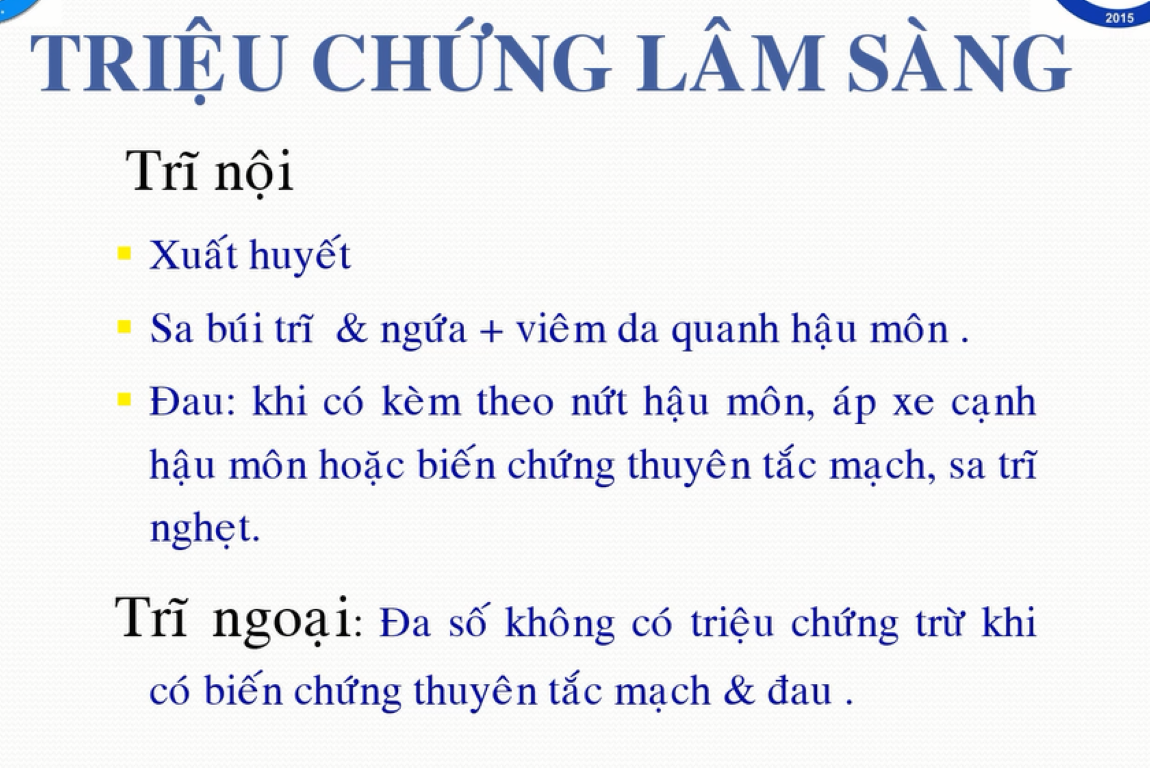 2015
TRIỆU CHỨNG LÂM SÀNG
Trĩ nội
Xuất huyết
Sa búi trĩ & ngứa + viêm da quanh hậu môn .
Đau: khi có kèm theo nứt hậu môn, áp xe cạnh
hậu môn hoặc biến chứng thuyên tắc mạch, sa trĩ
nghẹt.
Trĩ ngoại: Đa số không có triệu chứng trừ khi
có biến chứng thuyên tắc mạch & đau .